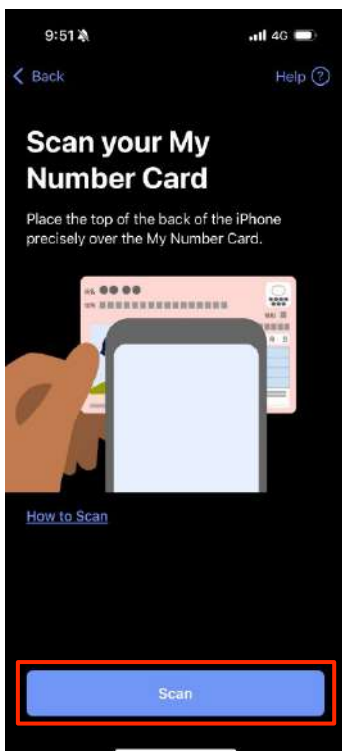 9:51
4G
Back
Help ?
Scan your My
Number Card
Place the top of the back of the iPhone
precisely over the My Number Card.
How to Scan
Scan